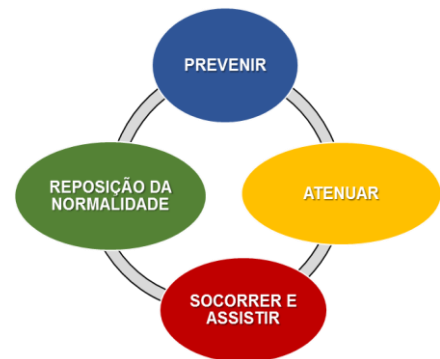 PREVENIR
ATENUAR
SOCORRER E
ASSISTIR
REPOSIÇÃO DA
NORMALIDADE